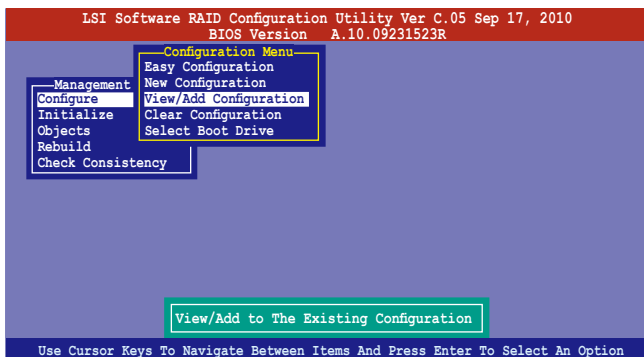 LSI Software RAID Configuration Utility Ver C.05 Sep 17, 2010
BIOS Version A.10.09231523R
Configuration Menu
Easy Configuration
New Configuration
View/Add Configuration
Clear Configuration
Select Boot Drive
Management
Configure
Initialize
Objects
Rebuild
Check Consistency
View/Add to The Existing Configuration
Use Cursor Keys To Navigate Between Items And Press Enter To Select An Option